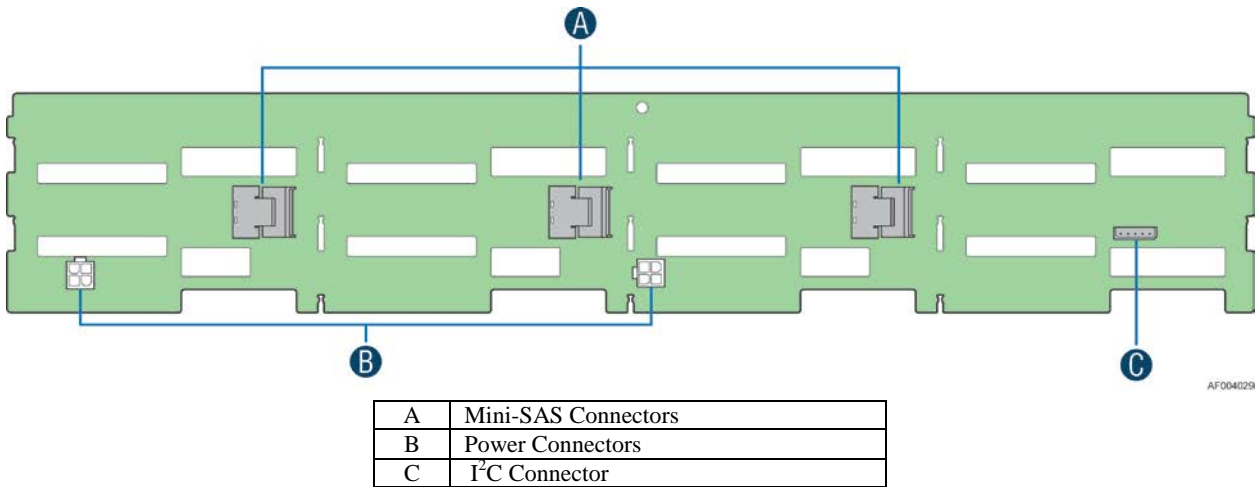 A
B
C
AF004029
A Mini-SAS Connectors
B Power Connectors
C I²C Connector